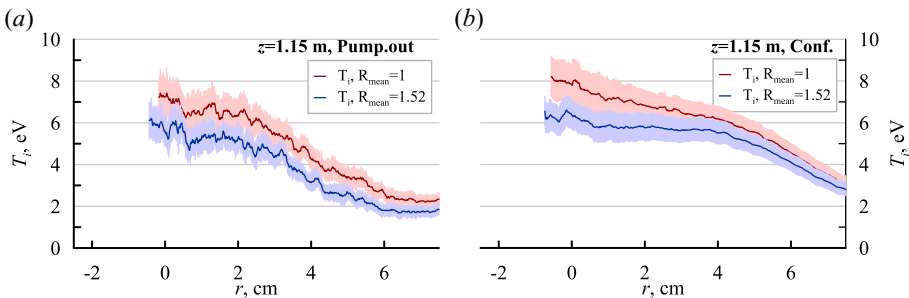 (a)
z=1.15 m, Pump.out
T_i, R_mean=1
T_i, R_mean=1.52
10
8
6
4
2
0
T_i, eV
-2 0 2 4 6
r, cm
(b)
z=1.15 m, Conf.
T_i, R_mean=1
T_i, R_mean=1.52
10
8
6
4
2
0
T_i, eV
-2 0 2 4 6
r, cm